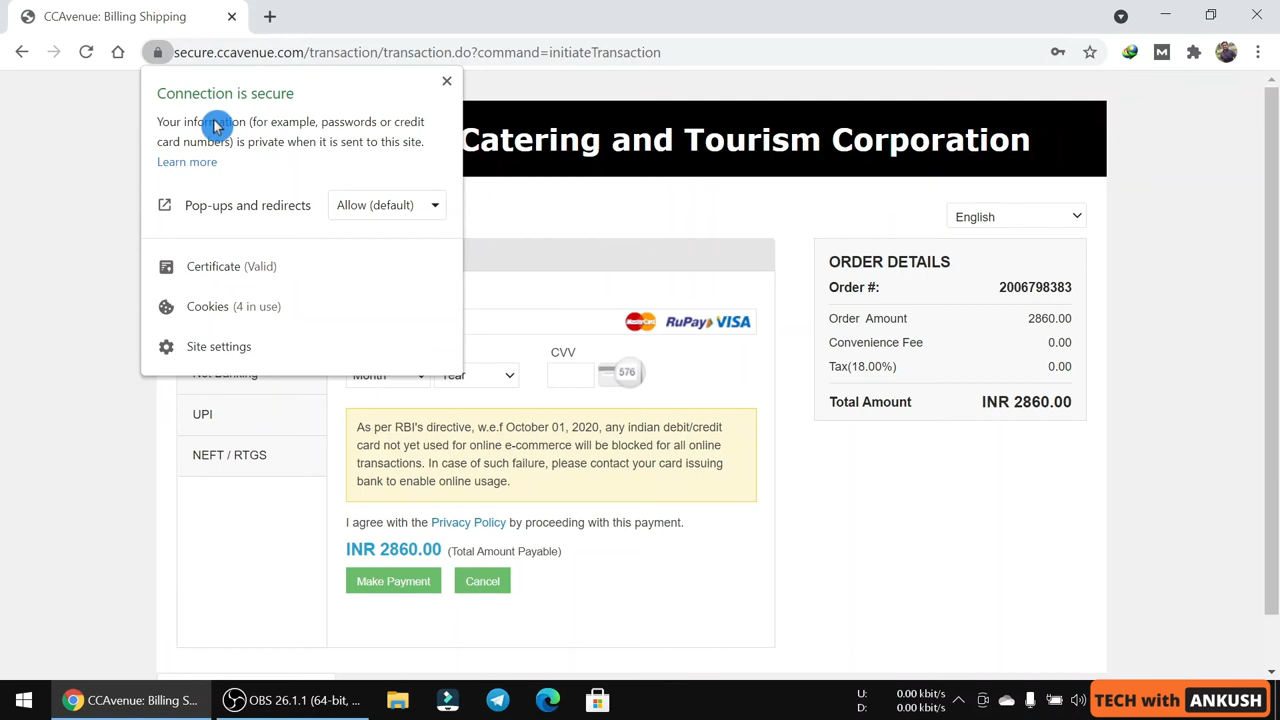 CCAvenue: Billing Shipping
secure.ccavenue.com/transaction/transaction.do?command=initiateTransaction
M
Connection is secure
Your information (for example, passwords or credit
card numbers) is private when it is sent to this site.
Learn more
Pop-ups and redirects
Allow (default)
Certificate (Valid)
Cookies (4 in use)
Site settings
Catering and Tourism Corporation
English
MasterCard
RuPay
VISA
CVV
576
Month
Year
Net Banking
UPI
NEFT / RTGS
As per RBI's directive, w.e.f October 01, 2020, any indian debit/credit
card not yet used for online e-commerce will be blocked for all online
transactions. In case of such failure, please contact your card issuing
bank to enable online usage.
I agree with the Privacy Policy by proceeding with this payment.
INR 2860.00 (Total Amount Payable)
Make Payment
Cancel
ORDER DETAILS
Order #: 2006798383
Order Amount 2860.00
Convenience Fee 0.00
Tax(18.00%) 0.00
Total Amount INR 2860.00
CCAvenue: Billing S...
OBS 26.1.1 (64-bit, ...
U: 0.00 kbit/s
D: 0.00 kbit/s
TECH with ANKUSH